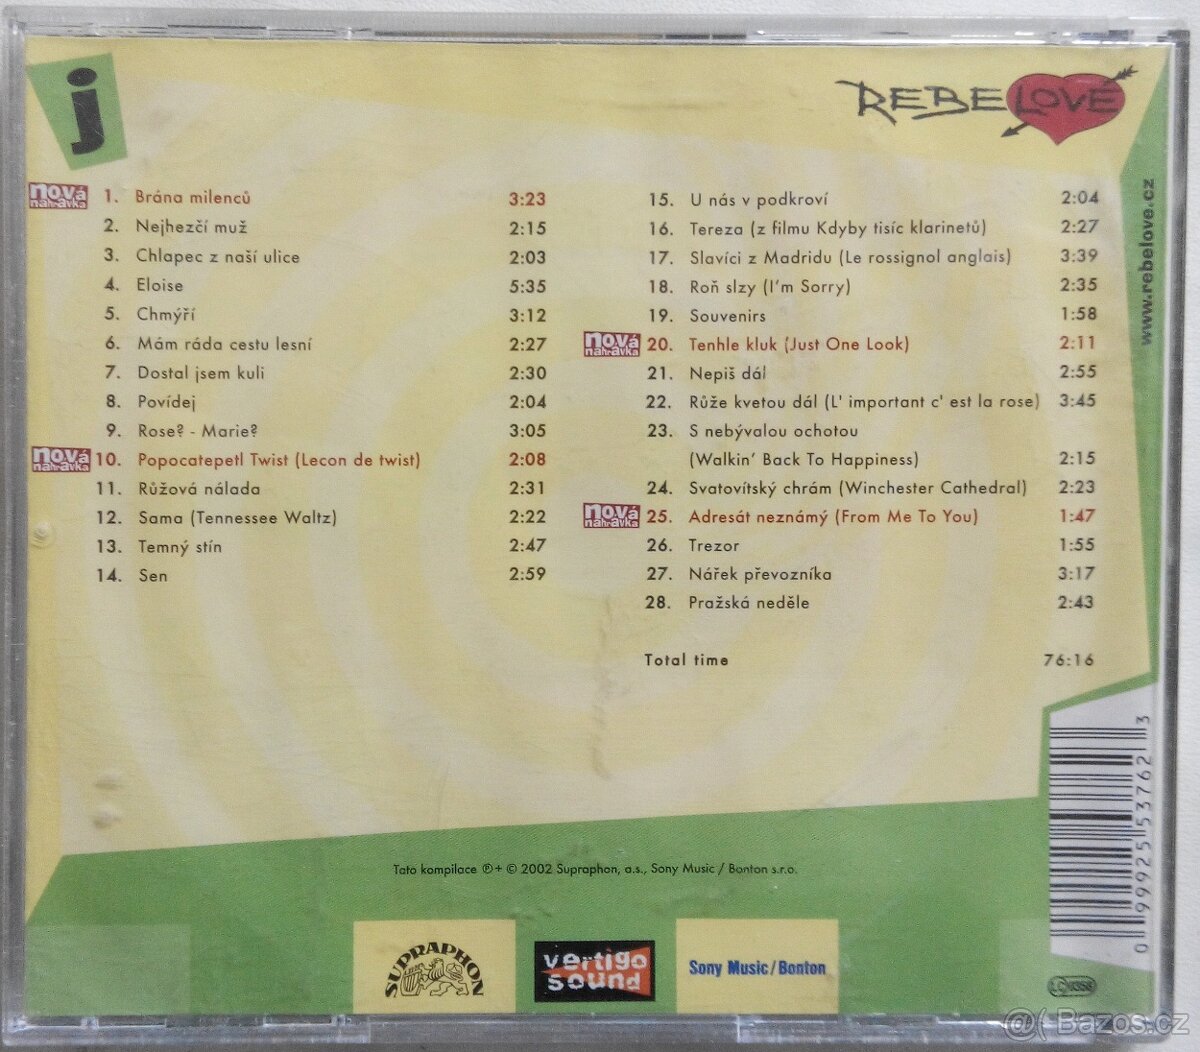 j
REBELOVÉ
nová nahrávka 1. Brána milenců 3:23
2. Nejhezčí muž 2:15
3. Chlapec z naší ulice 2:03
4. Eloise 5:35
5. Chmýří 3:12
6. Mám ráda cestu lesní 2:27
7. Dostal jsem kuli 2:30
8. Povídej 2:04
9. Rose? - Marie? 3:05
nová nahrávka 10. Popocatepetl Twist (Lecon de twist) 2:08
11. Růžová nálada 2:31
12. Sama (Tennessee Waltz) 2:22
13. Temný stín 2:47
14. Sen 2:59
15. U nás v podkroví 2:04
16. Tereza (z filmu Kdyby tisíc klarinetů) 2:27
17. Slavíci z Madridu (Le rossignol anglais) 3:39
18. Roň slzy (I'm Sorry) 2:35
19. Souvenirs 1:58
nová nahrávka 20. Tenhle kluk (Just One Look) 2:11
21. Nepiš dál 2:55
22. Růže kvetou dál (L' important c' est la rose) 3:45
23. S nebývalou ochotou
(Walkin' Back To Happiness) 2:15
24. Svatovítský chrám (Winchester Cathedral) 2:23
nová nahrávka 25. Adresát neznámý (From Me To You) 1:47
26. Trezor 1:55
27. Nářek převozníka 3:17
28. Pražská neděle 2:43
Total time 76:16
www.rebelove.cz
0 99925 53762 3
Tato kompilace ℗ + © 2002 Supraphon, a.s., Sony Music / Bonton s.r.o.
SUPRAPHON
vertigo
sound
Sony Music/Bonton
LC 0358
@( Bazos.cz